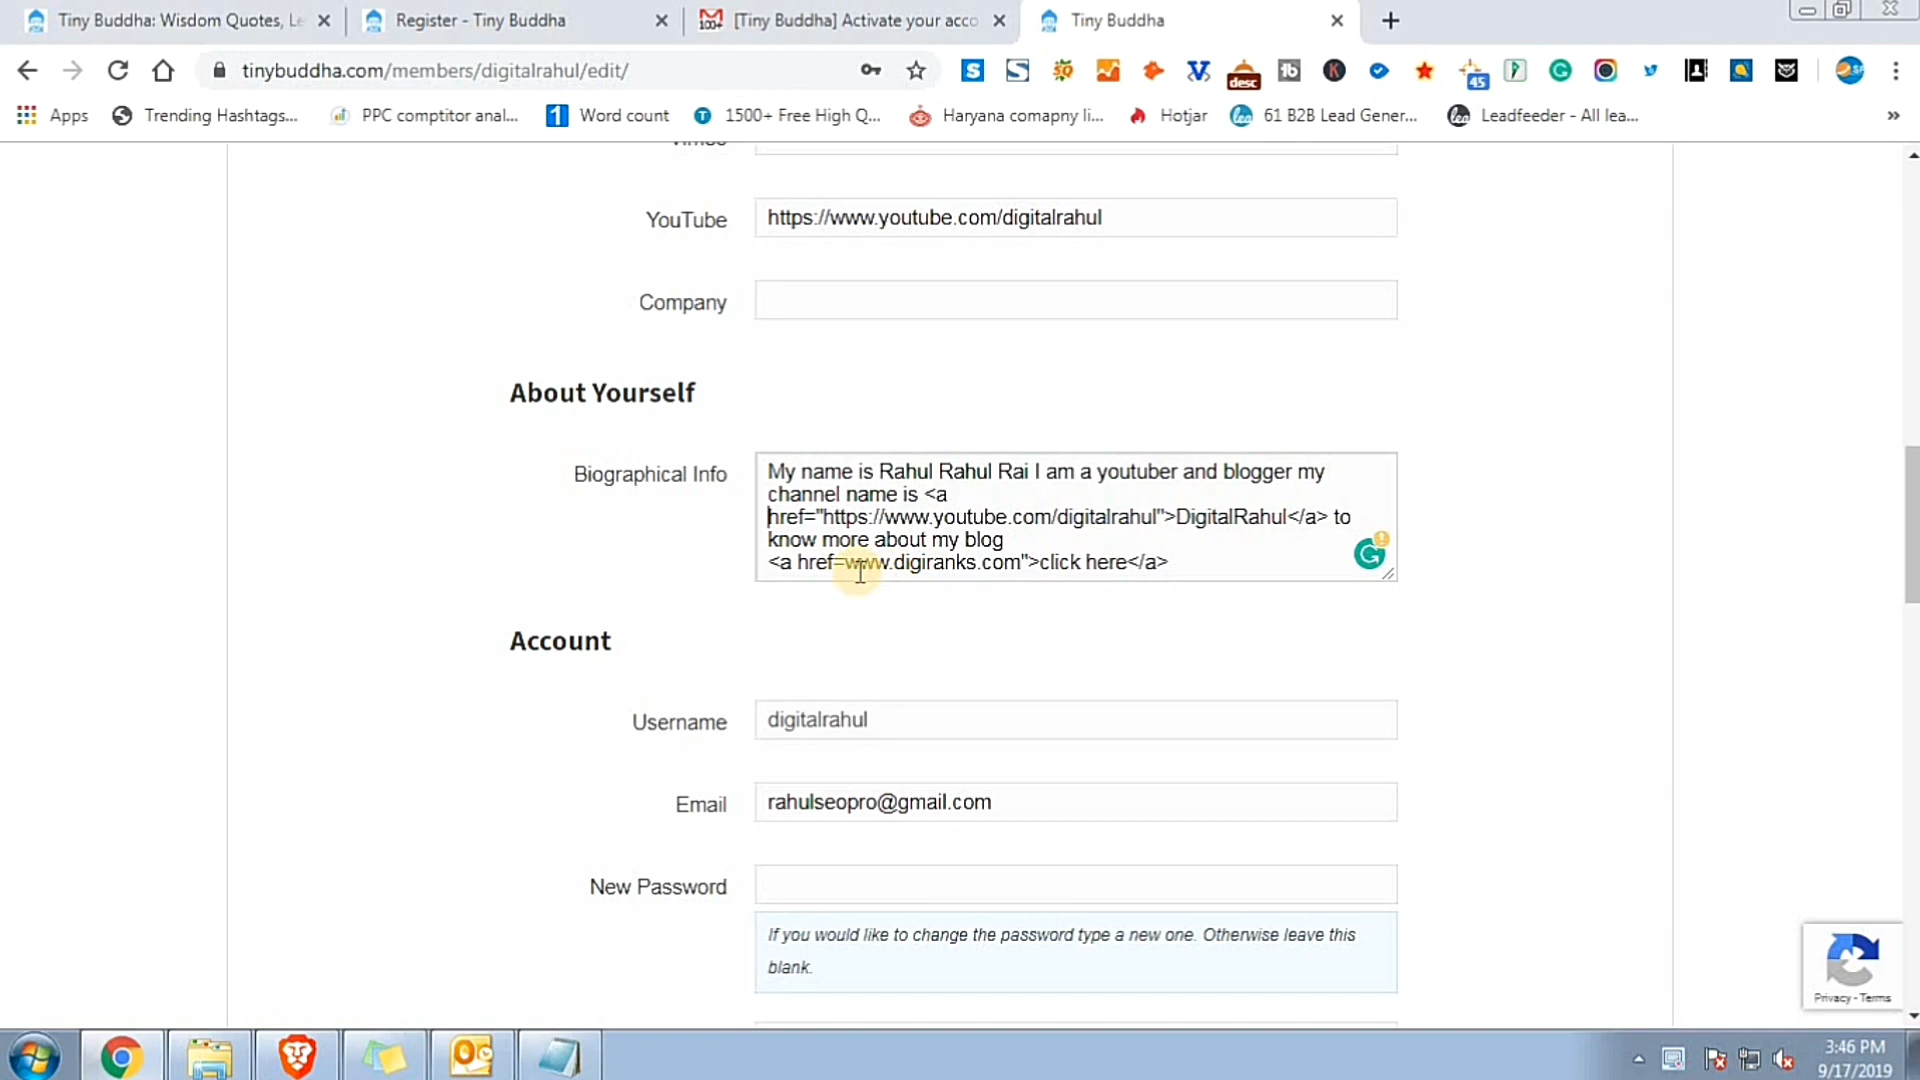 Tiny Buddha: Wisdom Quotes, Le
Register - Tiny Buddha
100+
[Tiny Buddha] Activate your acco
Tiny Buddha
tinybuddha.com/members/digitalrahul/edit/
desc
45
Apps
Trending Hashtags...
PPC comptitor anal...
Word count
1500+ Free High Q...
Haryana comapny li...
Hotjar
61 B2B Lead Gener...
Leadfeeder - All lea...
Vimeo
YouTube
https://www.youtube.com/digitalrahul
Company
About Yourself
Biographical Info
My name is Rahul Rahul Rai I am a youtuber and blogger my
channel name is <a
href="https://www.youtube.com/digitalrahul">DigitalRahul</a> to
know more about my blog
<a href=www.digiranks.com">click here</a>
Account
Username
digitalrahul
Email
rahulseopro@gmail.com
New Password
If you would like to change the password type a new one. Otherwise leave this
blank.
Privacy - Terms
3:46 PM
9/17/2019